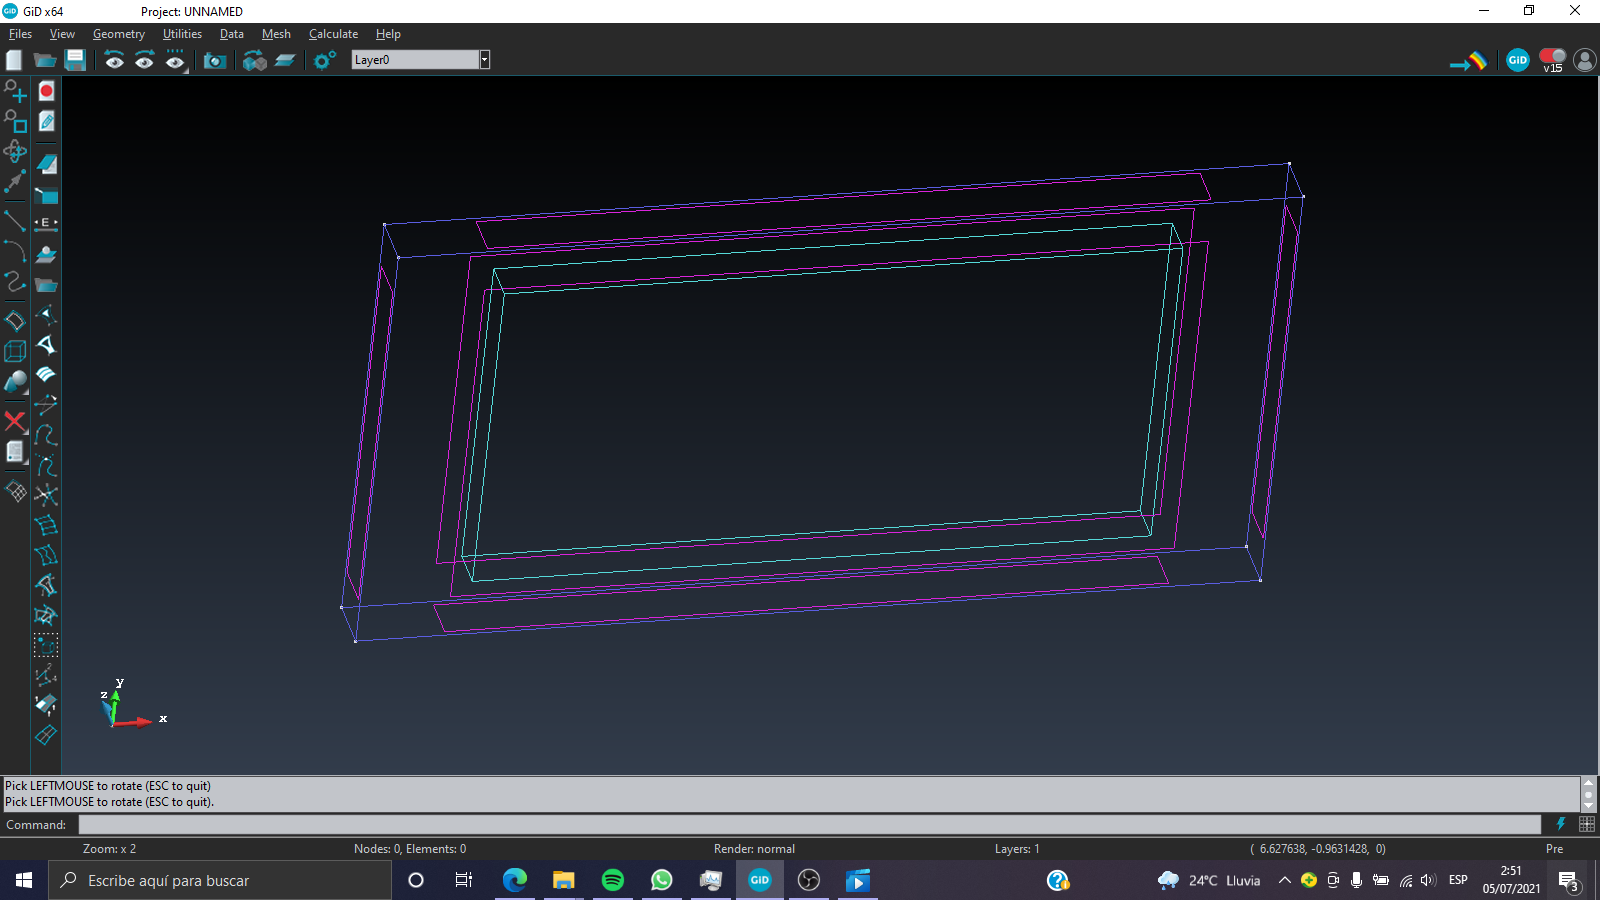 GiD x64 Project: UNNAMED
Files View Geometry Utilities Data Mesh Calculate Help
Layer0
GiD
v15
E
y
z
x
Pick LEFTMOUSE to rotate (ESC to quit)
Pick LEFTMOUSE to rotate (ESC to quit).
Command:
Zoom: x 2 Nodes: 0, Elements: 0 Render: normal Layers: 1 ( 6.627638, -0.9631428, 0) Pre
Escribe aquí para buscar
GiD
24°C Lluvia
ESP
2:51
05/07/2021
3